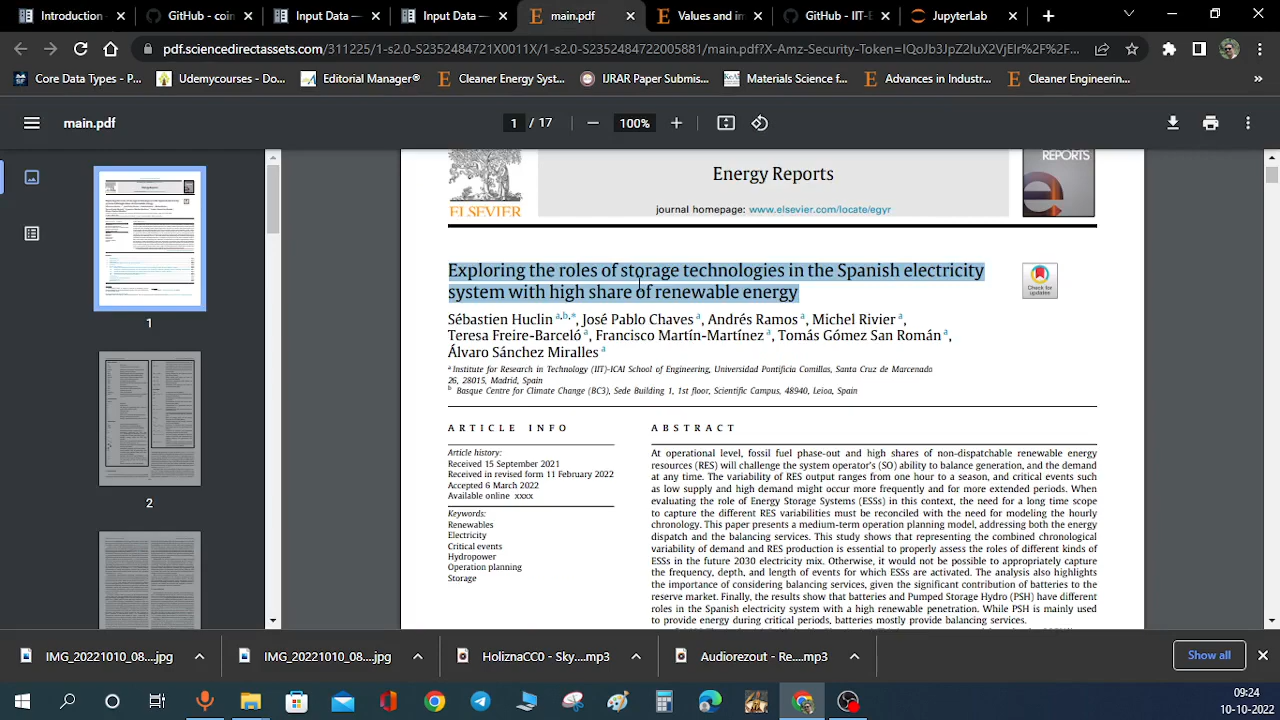 Input Da
GitHub - IIT-
Input Data
Input Da
main.pdf
Values and
GitHub - IIT-E
JupyterLab
pdf.sciencedirectassets.com/311225/1-s2.0-S2352484721X0011X/1-s2.0-S2352484722005881/main.pdf?X-Amz-Security-Token=IQoJb3JpZ2luX2VjEIr%2F%2F...
Core Data Types - D...
Udemycourses - Do...
Editorial Manager®
Cleaner Energy Syst...
IJRAR Paper Submis...
Materials Science f...
Advances in Industr...
Cleaner Engineerin...
»
main.pdf
1 / 17
100%
REPORTS
ELSEVIER
Energy Reports
journal homepage: www.elsevier.com/locate/egyr
Exploring the roles of storage technologies in the Spanish electricity
system with high share of renewable energy
Check for
updates
Sébastien Huclin a,b,*, José Pablo Chaves a, Andrés Ramos a, Michel Rivier a,
Teresa Freire-Barceló a, Francisco Martín-Martínez a, Tomás Gómez San Román a,
Álvaro Sánchez Miralles a
a Institute for Research in Technology (IIT)-ICAI School of Engineering, Universidad Pontificia Comillas, Santa Cruz de Marcenado
26, 28015, Madrid, Spain
b Basque Centre for Climate Change (BC3), Sede Building 1, 1st floor, Scientific Campus, 48940, Leioa, Spain
ARTICLE INFO
Article history:
Received 15 September 2021
Received in revised form 11 February 2022
Accepted 6 March 2022
Available online xxxx
Keywords:
Renewables
Electricity
Critical events
Hydropower
Operation planning
Storage
ABSTRACT
At operational level, fossil fuel phase-out and high shares of non-dispatchable renewable energy
resources (RES) will challenge the system operator's (SO) ability to balance generation, and the demand
at any time. The variability of RES output ranges from one hour to a season, and critical events such
as low supply and high demand might occur more frequently and for more extended periods. When
evaluating the role of Energy Storage Systems (ESSs) in this context, the need for a long time scope
to capture the different RES variabilities must be reconciled with the need for modeling the hourly
chronology. This paper presents a medium-term operation planning model, addressing both the energy
dispatch and the balancing services. This study shows that representing the combined chronological
variability of demand and RES production is essential to properly assess the roles of different kinds of
ESSs in the future 2030 electricity mix. Otherwise, it would not be possible to appropriately capture
the frequency, depth, and length of events for which ESSs are activated. The analysis also highlights
the importance of considering balancing services, given the significant contribution of batteries to the
reserve market. Finally, the results show that batteries and Pumped Storage Hydro (PSH) have different
roles in the Spanish electricity system with a high renewable penetration. While PSH is mainly used
to provide energy during critical periods, batteries mostly provide balancing services.
1
2
IMG_20221010_08....jpg
IMG_20221010_08....jpg
HoliznaCC0 - Sky....mp3
Audiorezout - Re....mp3
Show all
09:24
10-10-2022